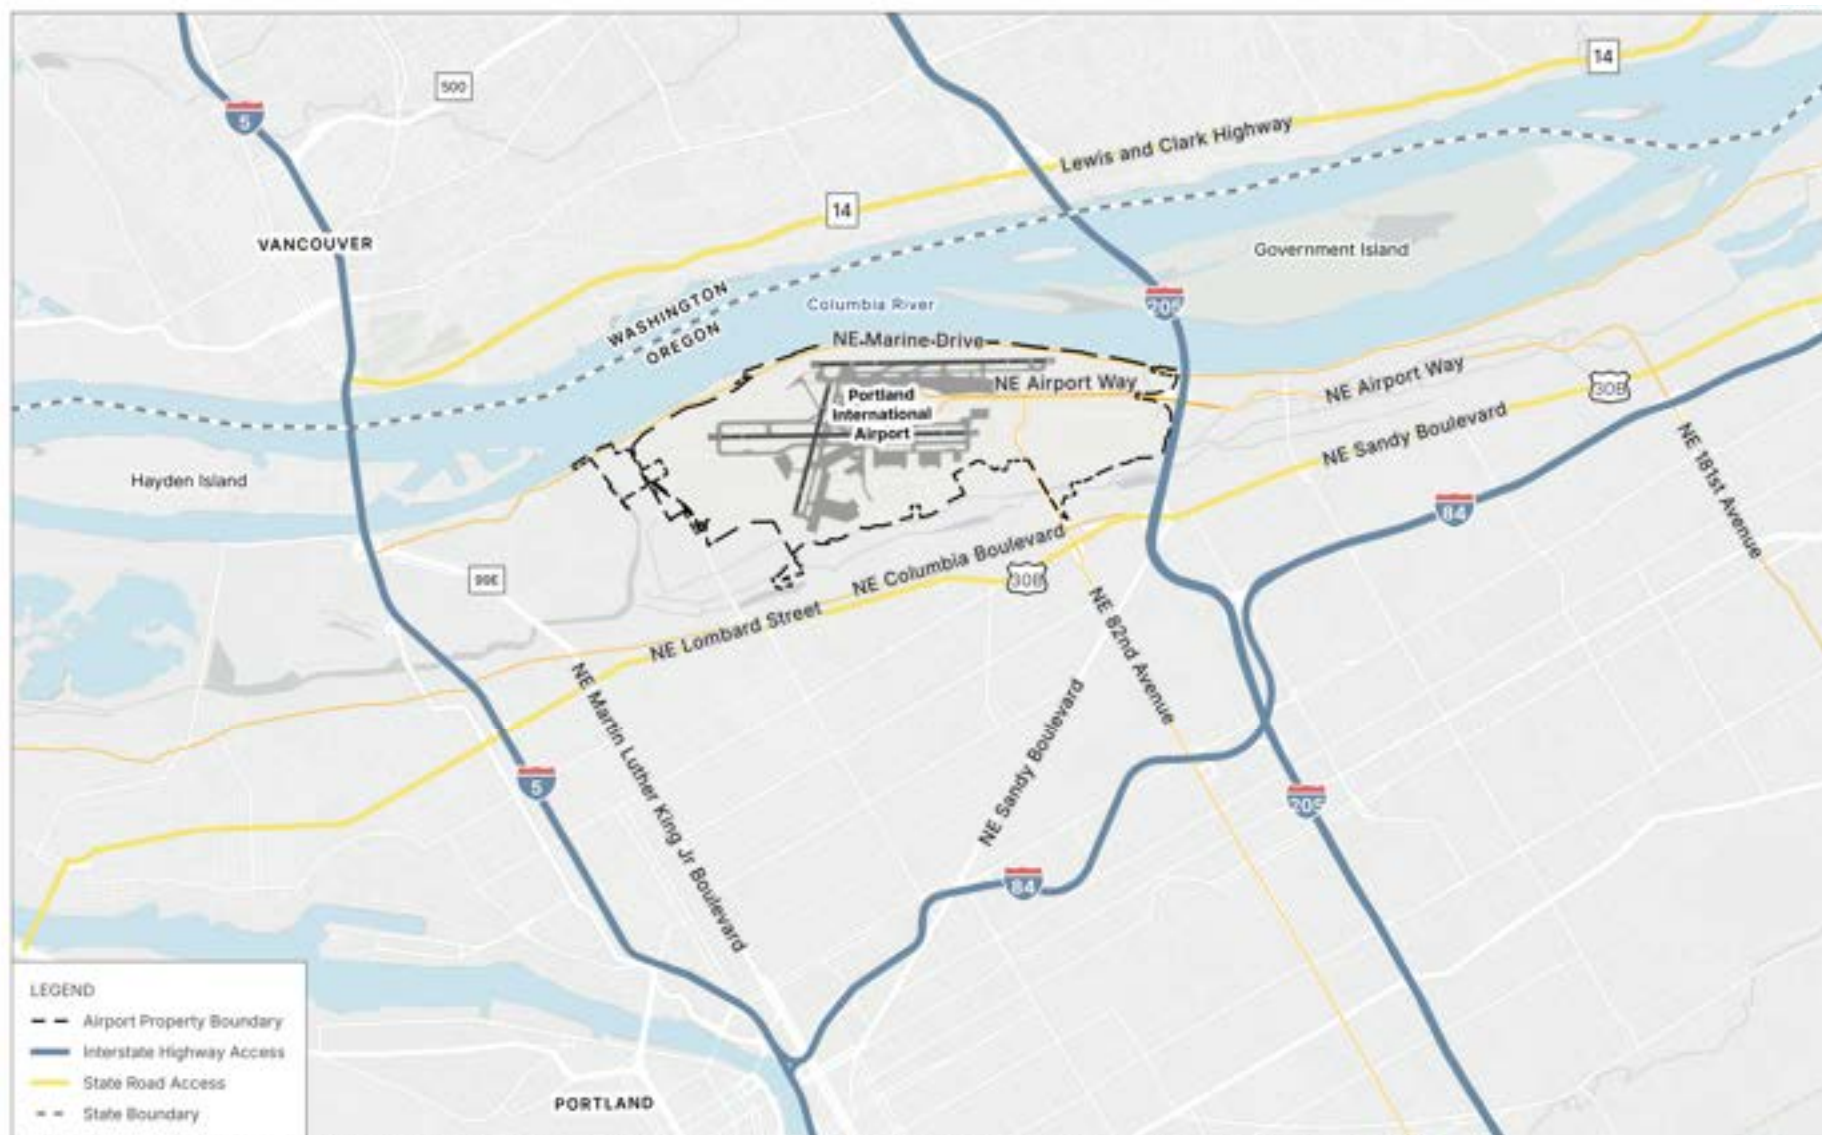 5
500
14
Lewis and Clark Highway
14
VANCOUVER
Government Island
WASHINGTON
OREGON
Columbia River
205
NE Marine Drive
NE Airport Way
NE Airport Way
30B
Portland
International
Airport
NE Sandy Boulevard
NE 181st Avenue
Hayden Island
84
99E
NE Columbia Boulevard
30B
NE Lombard Street
NE 82nd Avenue
NE Martin Luther King Jr Boulevard
NE Sandy Boulevard
5
205
84
PORTLAND
LEGEND
Airport Property Boundary
Interstate Highway Access
State Road Access
State Boundary